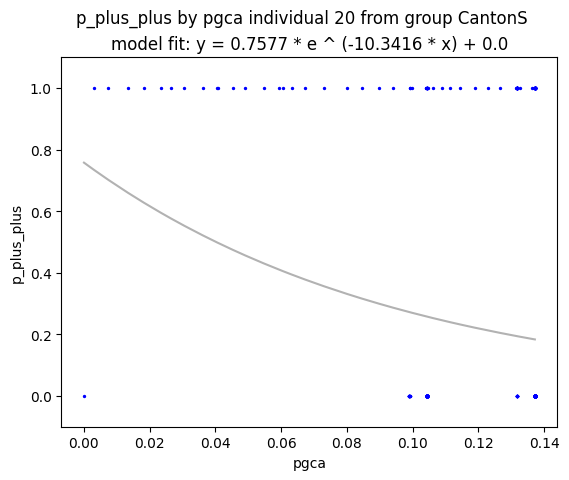 p_plus_plus by pgca individual 20 from group CantonS
model fit: y = 0.7577 * e ^ (-10.3416 * x) + 0.0
1.0
0.8
0.6
0.4
0.2
0.0
p_plus_plus
0.00 0.02 0.04 0.06 0.08 0.10 0.12 0.14
pgca